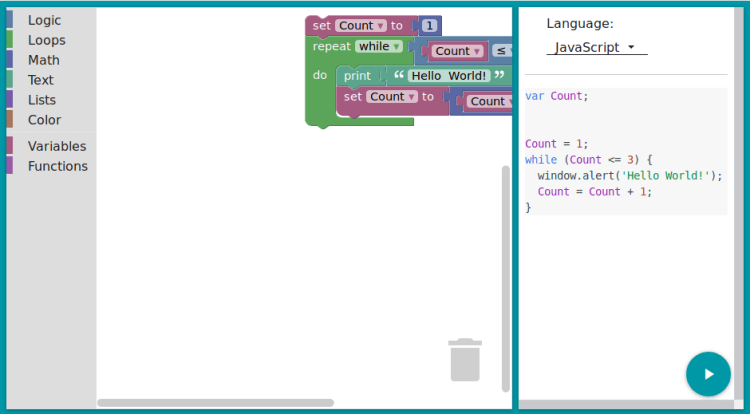 Logic
Loops
Math
Text
Lists
Color
Variables
Functions
set Count ▾ to 1
repeat while ▾ Count ▾ ≤ ▾
do print “ Hello World! ”
set Count ▾ to Count ▾
Language:
JavaScript
var Count;
Count = 1;
while (Count <= 3) {
window.alert('Hello World!');
Count = Count + 1;
}